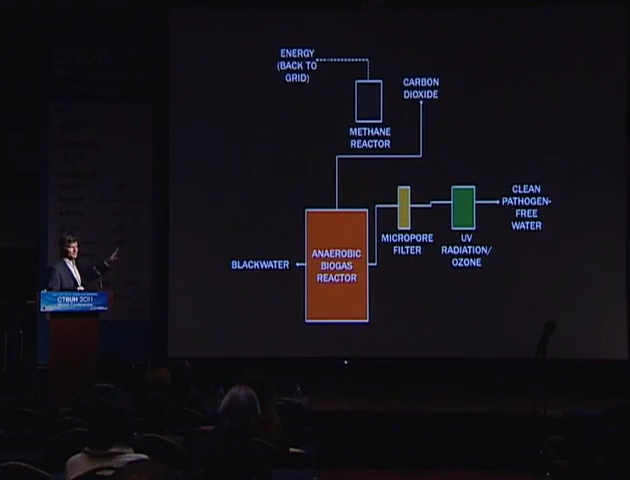 ENERGY
(BACK TO
GRID)
CARBON
DIOXIDE
METHANE
REACTOR
CLEAN
PATHOGEN-
FREE
WATER
MICROPORE
FILTER
UV
RADIATION/
OZONE
BLACKWATER
ANAEROBIC
BIOGAS
REACTOR
CTBUH 2011
World Conference